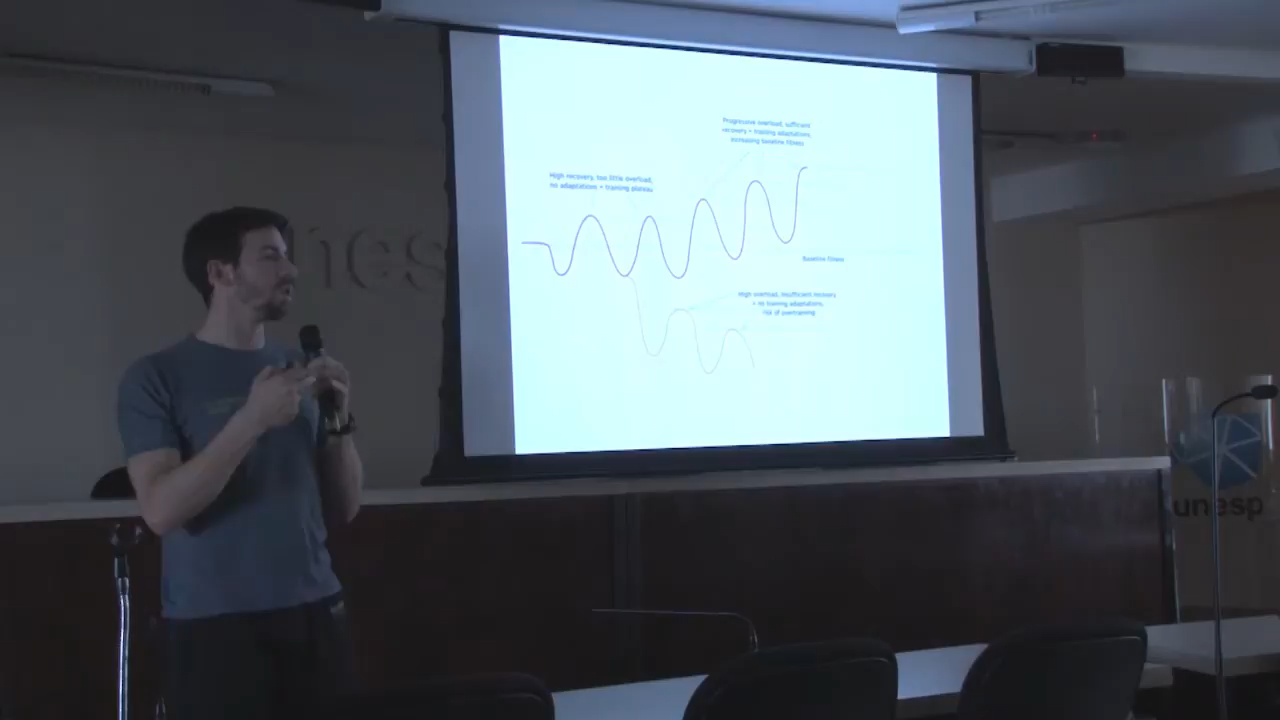 Progressive overload, sufficient
recovery = training adaptations
increasing baseline fitness
High recovery, too little overload,
no adaptations = training plateau
nes
Baseline fitness
High overload, insufficient recovery
= no training adaptations,
risk of overtraining
unesp